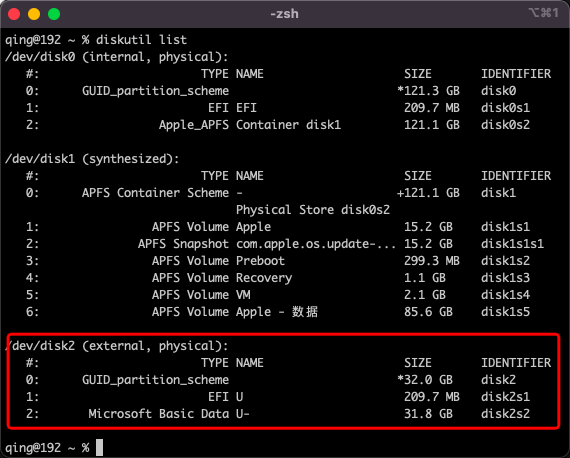 -zsh
⌥⌘1
qing@192 ~ % diskutil list
/dev/disk0 (internal, physical):
   #:                       TYPE NAME                    SIZE       IDENTIFIER
   0:      GUID_partition_scheme                        *121.3 GB   disk0
   1:                        EFI EFI                     209.7 MB   disk0s1
   2:                 Apple_APFS Container disk1         121.1 GB   disk0s2
/dev/disk1 (synthesized):
   #:                       TYPE NAME                    SIZE       IDENTIFIER
   0:      APFS Container Scheme -                      +121.1 GB   disk1
                                 Physical Store disk0s2
   1:                APFS Volume Apple                   15.2 GB    disk1s1
   2:              APFS Snapshot com.apple.os.update-... 15.2 GB    disk1s1s1
   3:                APFS Volume Preboot                 299.3 MB   disk1s2
   4:                APFS Volume Recovery                1.1 GB     disk1s3
   5:                APFS Volume VM                      2.1 GB     disk1s4
   6:                APFS Volume Apple - 数据            85.6 GB    disk1s5
/dev/disk2 (external, physical):
   #:                       TYPE NAME                    SIZE       IDENTIFIER
   0:      GUID_partition_scheme                        *32.0 GB    disk2
   1:                        EFI U                       209.7 MB   disk2s1
   2:       Microsoft Basic Data U-                      31.8 GB    disk2s2
qing@192 ~ %